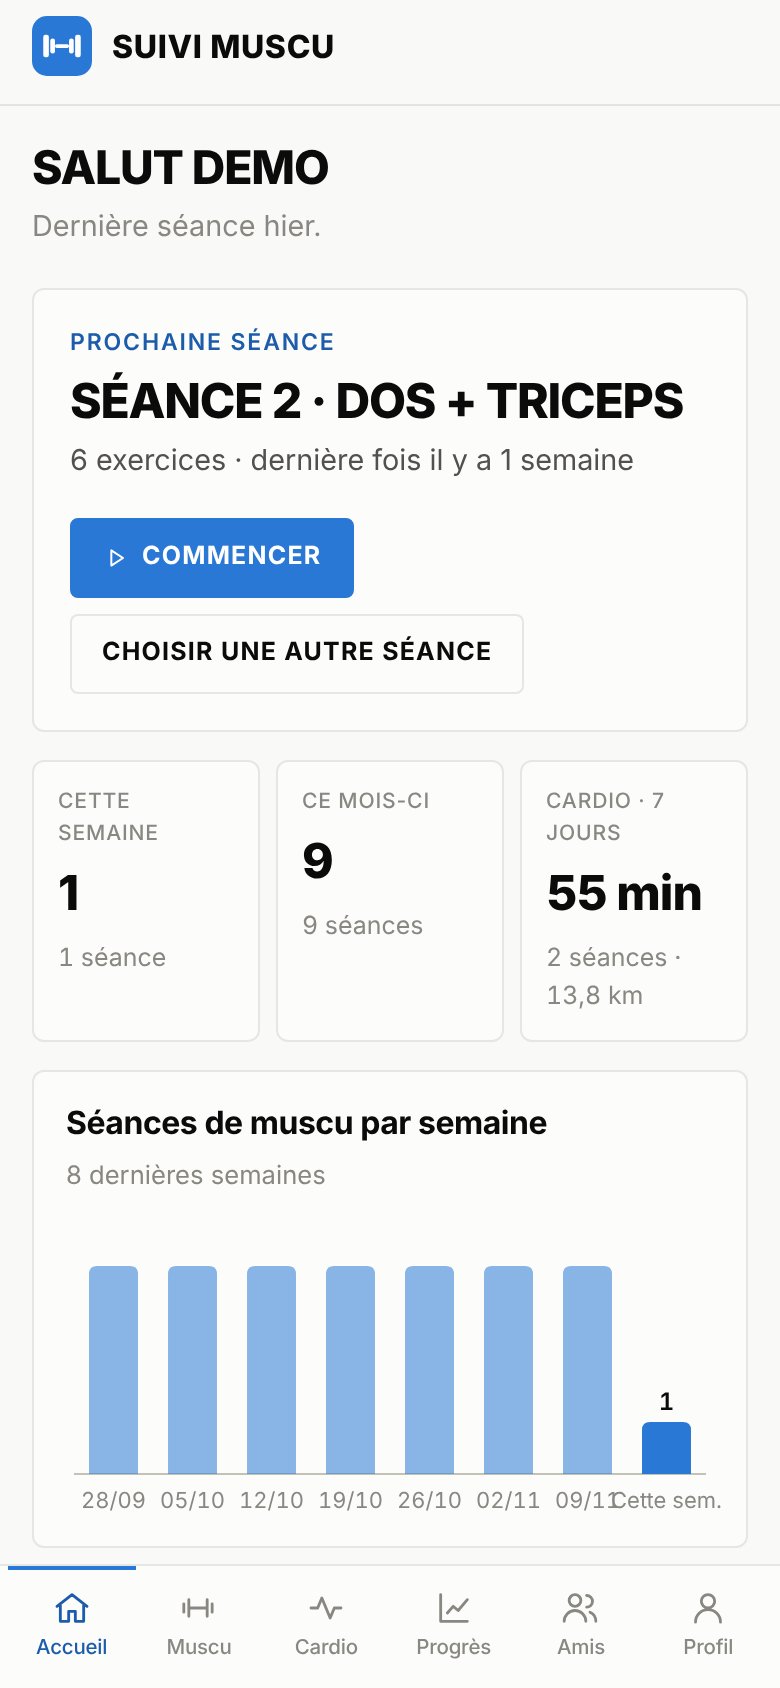 SUIVI MUSCU
SALUT DEMO
Dernière séance hier.
PROCHAINE SÉANCE
SÉANCE 2 · DOS + TRICEPS
6 exercices · dernière fois il y a 1 semaine
COMMENCER
CHOISIR UNE AUTRE SÉANCE
CETTE
SEMAINE
1
1 séance
CE MOIS-CI
9
9 séances
CARDIO · 7
JOURS
55 min
2 séances ·
13,8 km
Séances de muscu par semaine
8 dernières semaines
1
28/09 05/10 12/10 19/10 26/10 02/11 09/11 Cette sem.
Accueil Muscu Cardio Progrès Amis Profil